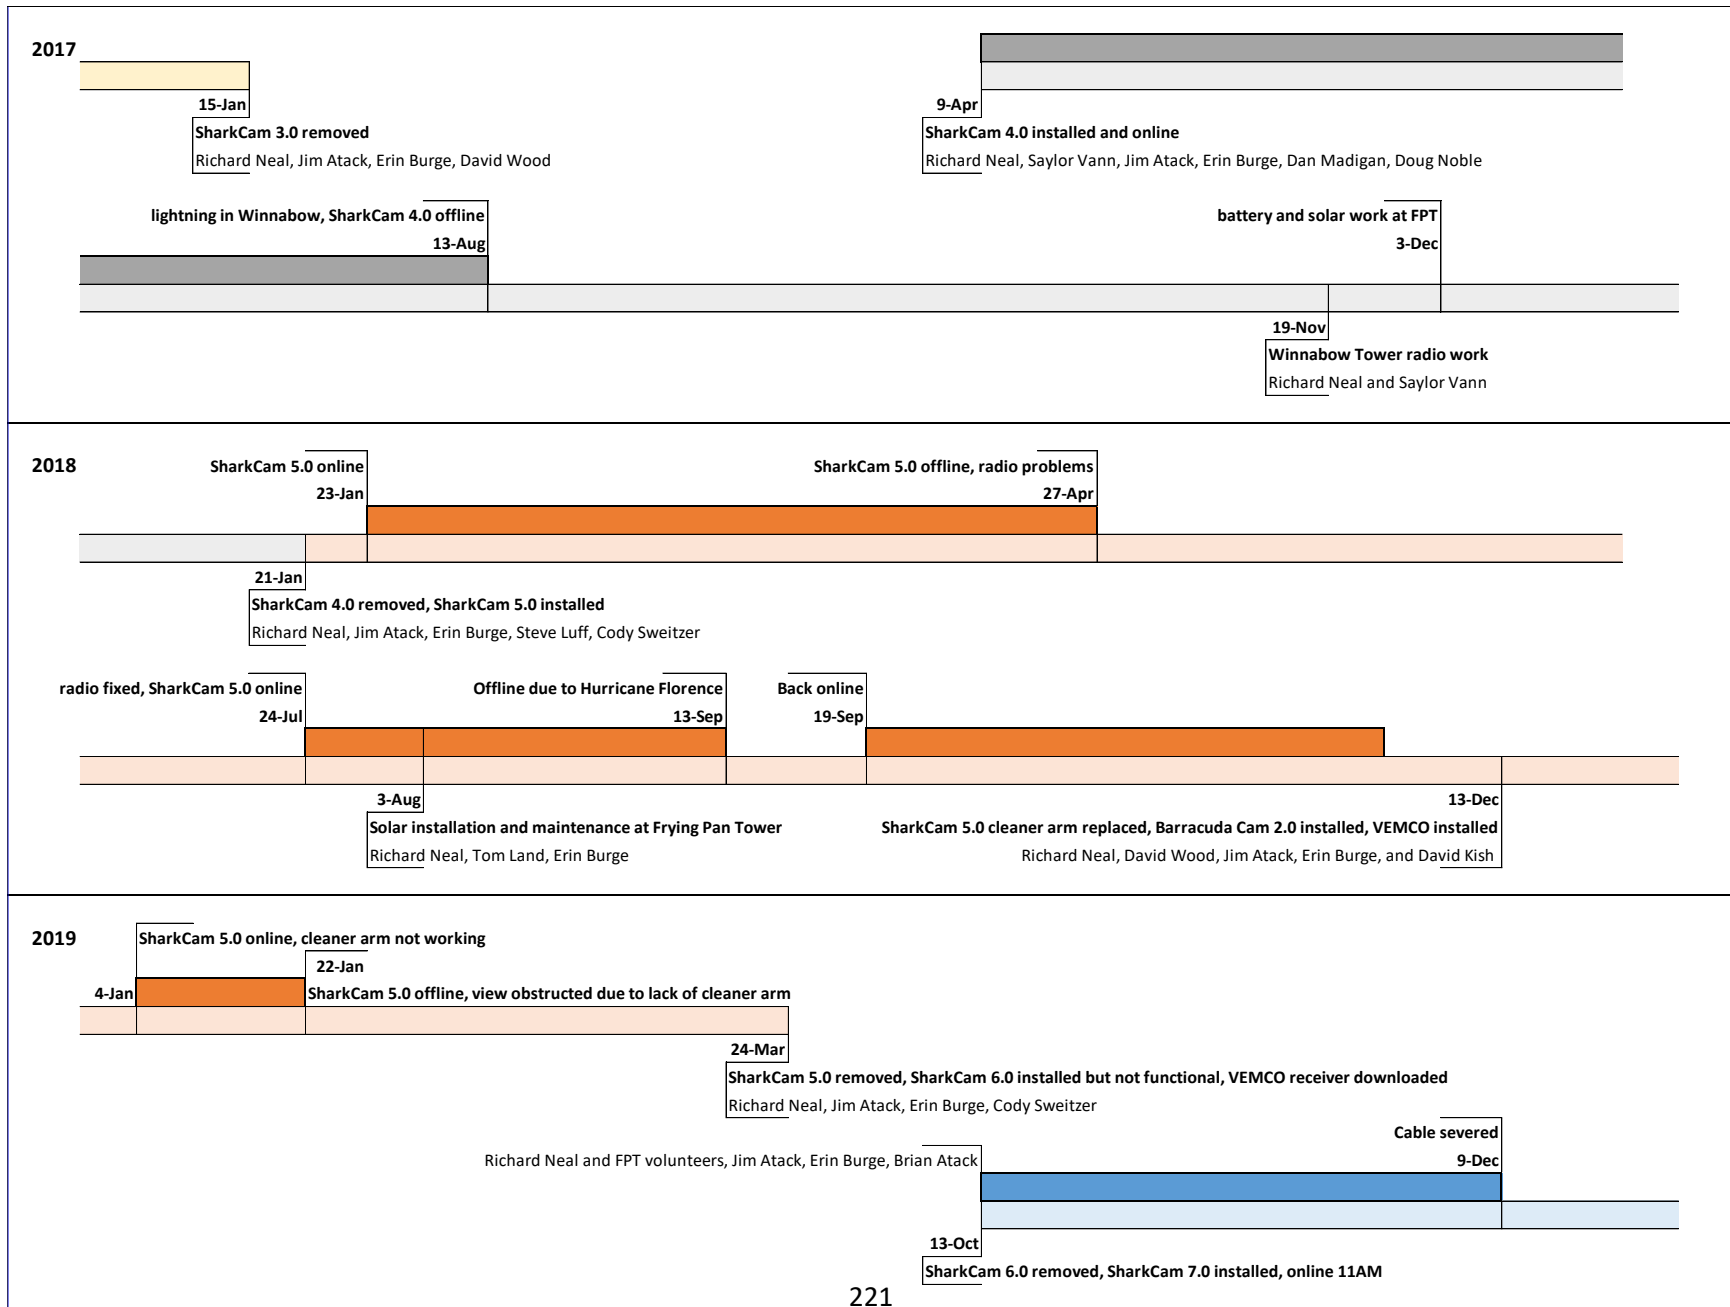 2017
15-Jan
SharkCam 3.0 removed
Richard Neal, Jim Atack, Erin Burge, David Wood
9-Apr
SharkCam 4.0 installed and online
Richard Neal, Saylor Vann, Jim Atack, Erin Burge, Dan Madigan, Doug Noble
lightning in Winnabow, SharkCam 4.0 offline
13-Aug
battery and solar work at FPT
3-Dec
19-Nov
Winnabow Tower radio work
Richard Neal and Saylor Vann
2018
SharkCam 5.0 online
23-Jan
SharkCam 5.0 offline, radio problems
27-Apr
21-Jan
SharkCam 4.0 removed, SharkCam 5.0 installed
Richard Neal, Jim Atack, Erin Burge, Steve Luff, Cody Sweitzer
radio fixed, SharkCam 5.0 online
24-Jul
Offline due to Hurricane Florence
13-Sep
Back online
19-Sep
3-Aug
Solar installation and maintenance at Frying Pan Tower
Richard Neal, Tom Land, Erin Burge
13-Dec
SharkCam 5.0 cleaner arm replaced, Barracuda Cam 2.0 installed, VEMCO installed
Richard Neal, David Wood, Jim Atack, Erin Burge, and David Kish
2019
SharkCam 5.0 online, cleaner arm not working
4-Jan
22-Jan
SharkCam 5.0 offline, view obstructed due to lack of cleaner arm
24-Mar
SharkCam 5.0 removed, SharkCam 6.0 installed but not functional, VEMCO receiver downloaded
Richard Neal, Jim Atack, Erin Burge, Cody Sweitzer
Cable severed
9-Dec
Richard Neal and FPT volunteers, Jim Atack, Erin Burge, Brian Atack
13-Oct
SharkCam 6.0 removed, SharkCam 7.0 installed, online 11AM
221